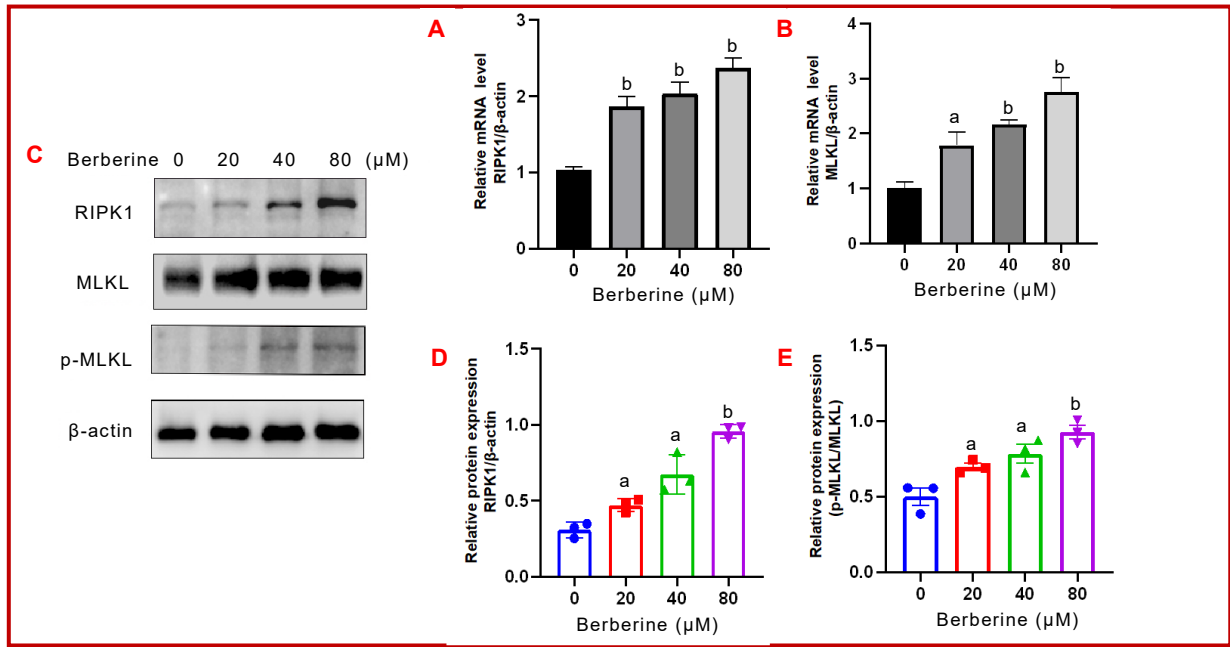 A
Relative mRNA level
RIPK1/β-actin
3
2
1
0
b
b
b
0 20 40 80
Berberine (μM)
B
Relative mRNA level
MLKL/β-actin
4
3
2
1
0
a
b
b
0 20 40 80
Berberine (μM)
C
Berberine 0 20 40 80 (μM)
RIPK1
MLKL
p-MLKL
β-actin
D
Relative protein expression
RIPK1/β-actin
1.5
1.0
0.5
0.0
a
a
b
0 20 40 80
Berberine (μM)
E
Relative protein expression
(p-MLKL/MLKL)
1.5
1.0
0.5
0.0
a
a
b
0 20 40 80
Berberine (μM)